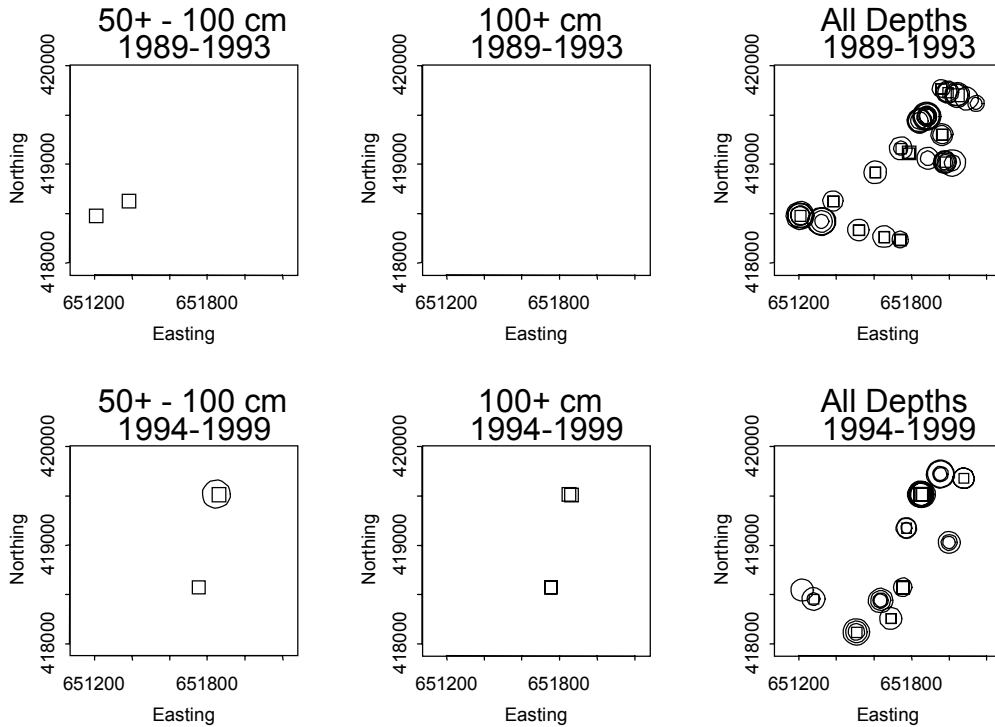 50+ - 100 cm
1989-1993
100+ cm
1989-1993
All Depths
1989-1993
Northing
420000
419000
418000
651200 651800
Easting
Northing
420000
419000
418000
651200 651800
Easting
Northing
420000
419000
418000
651200 651800
Easting
50+ - 100 cm
1994-1999
100+ cm
1994-1999
All Depths
1994-1999
Northing
420000
419000
418000
651200 651800
Easting
Northing
420000
419000
418000
651200 651800
Easting
Northing
420000
419000
418000
651200 651800
Easting